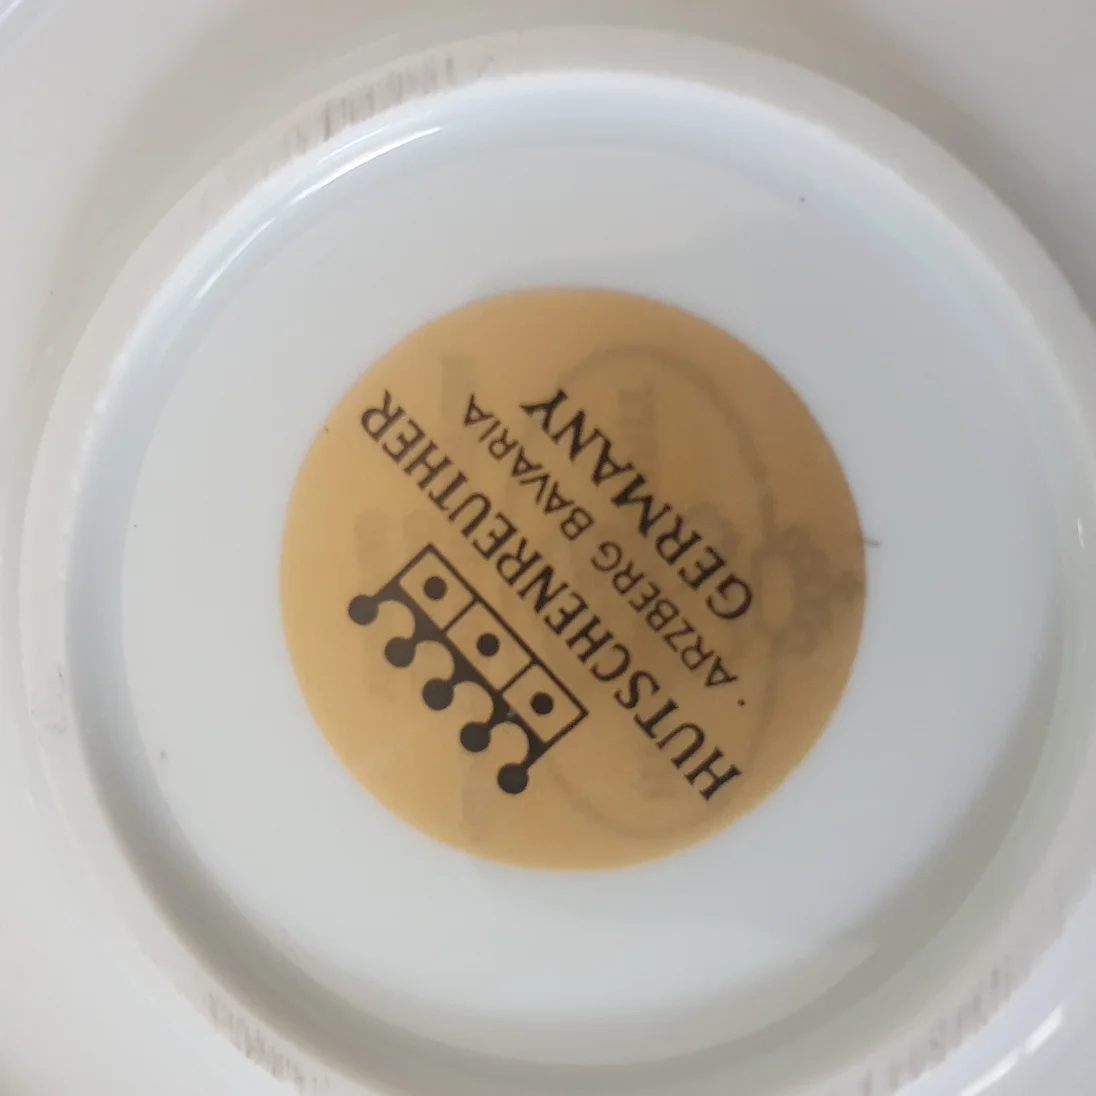 HUTSCHENREUTHER
· ARZBERG BAVARIA
GERMANY